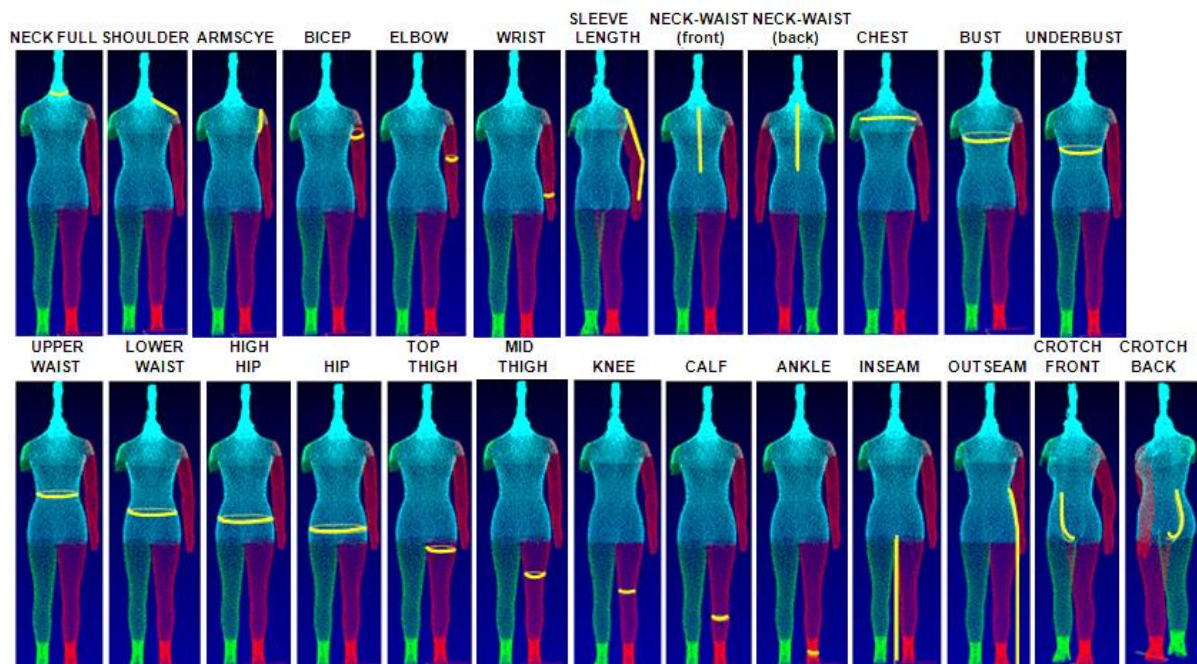 NECK FULL SHOULDER ARMSCYE BICEP ELBOW WRIST SLEEVE LENGTH NECK-WAIST (front) NECK-WAIST (back) CHEST BUST UNDERBUST
UPPER WAIST LOWER WAIST HIGH HIP HIP TOP THIGH MID THIGH KNEE CALF ANKLE INSEAM OUTSEAM CROTCH FRONT CROTCH BACK